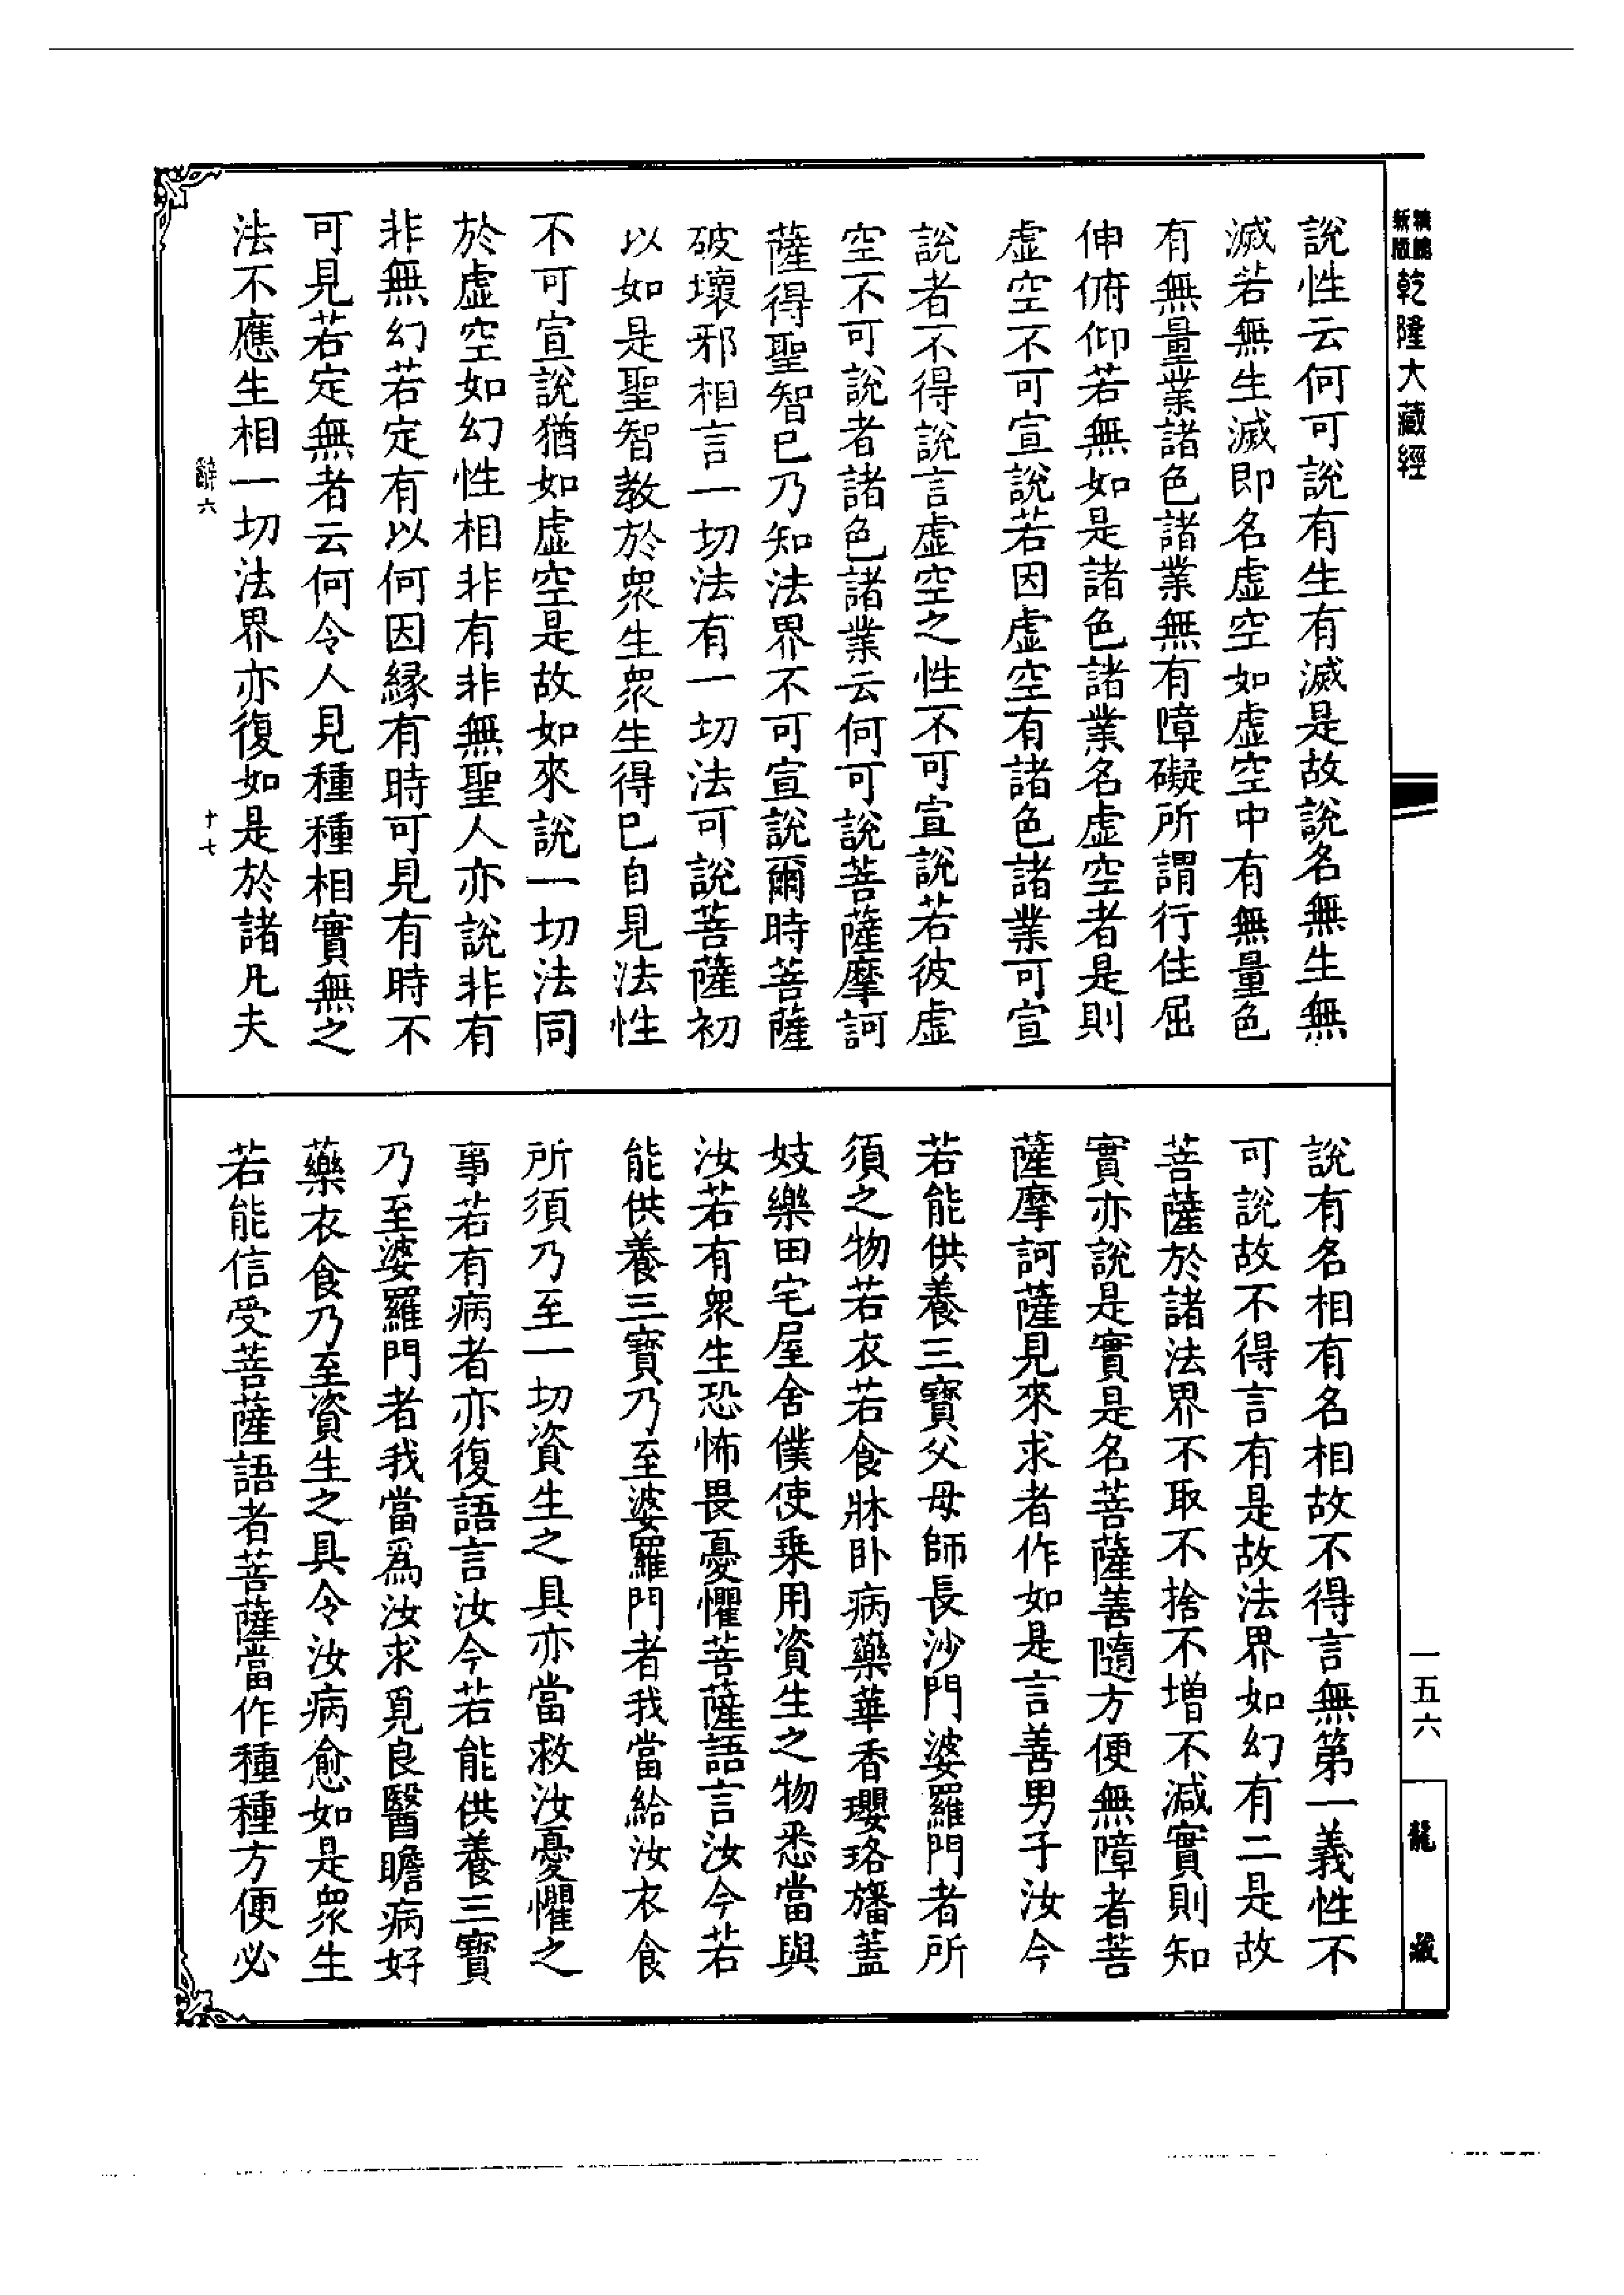 乾隆大藏經
說性云何可說有生有滅是故說名無生無
滅若無生滅即名虛空如虛空中有無量色
有無量業諸色諸業無有障礙所謂行住屈
伸俯仰若無如是諸色諸業名虛空者是則
虛空不可宣說若因虛空有諸色諸業可宣
說者不得說言虛空之性不可宣說若彼虛
空不可說者諸色諸業云何可說菩薩摩訶
薩得聖智已乃知法界不可宣說爾時菩薩
破壞邪相言一切法有一切法可說菩薩初
以如是聖智教於眾生眾生得已自見法性
不可宣說猶如虛空是故如來說一切法同
於虛空如幻性相非有非無聖人亦說非有
非無幻若定有以何因緣有時可見有時不
可見若定無者云何令人見種種相實無之
法不應生相一切法界亦復如是於諸凡夫
辭六
十七
說有名相有名相故不得言無第一義性不
可說故不得言有是故法界如幻有二是故
菩薩於諸法界不取不捨不增不減實則知
實亦說是實是名菩薩善隨方便無障者菩
薩摩訶薩見來求者作如是言善男子汝今
若能供養三寶父母師長沙門婆羅門者所
須之物若衣若食牀臥病藥華香瓔珞旛蓋
妓樂田宅屋舍僕使乘用資生之物悉當與
汝若有眾生恐怖畏憂懼菩薩語言汝今若
能供養三寶乃至婆羅門者我當給汝衣食
所須乃至一切資生之具亦當救汝憂懼之
事若有病者亦復語言汝今若能供養三寶
乃至婆羅門者我當爲汝求覓良醫瞻病好
藥衣食乃至資生之具令汝病愈如是眾生
若能信受菩薩語者菩薩當作種種方便必
一五六
龍藏